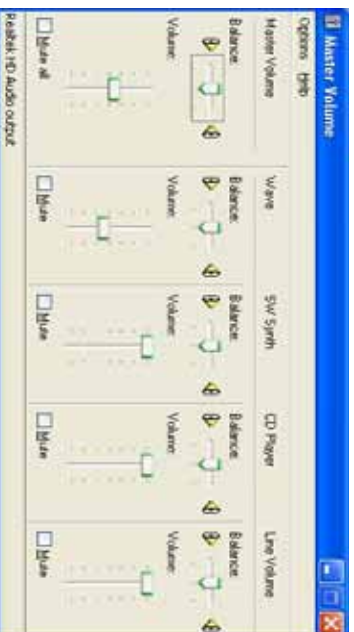 Master Volume
Options Help
Master Volume
Balance:
Volume:
Mute all
Wave
Balance:
Volume:
Mute
SW Synth
Balance:
Volume:
Mute
CD Player
Balance:
Volume:
Mute
Line Volume
Balance:
Volume:
Mute
Realtek HD Audio output